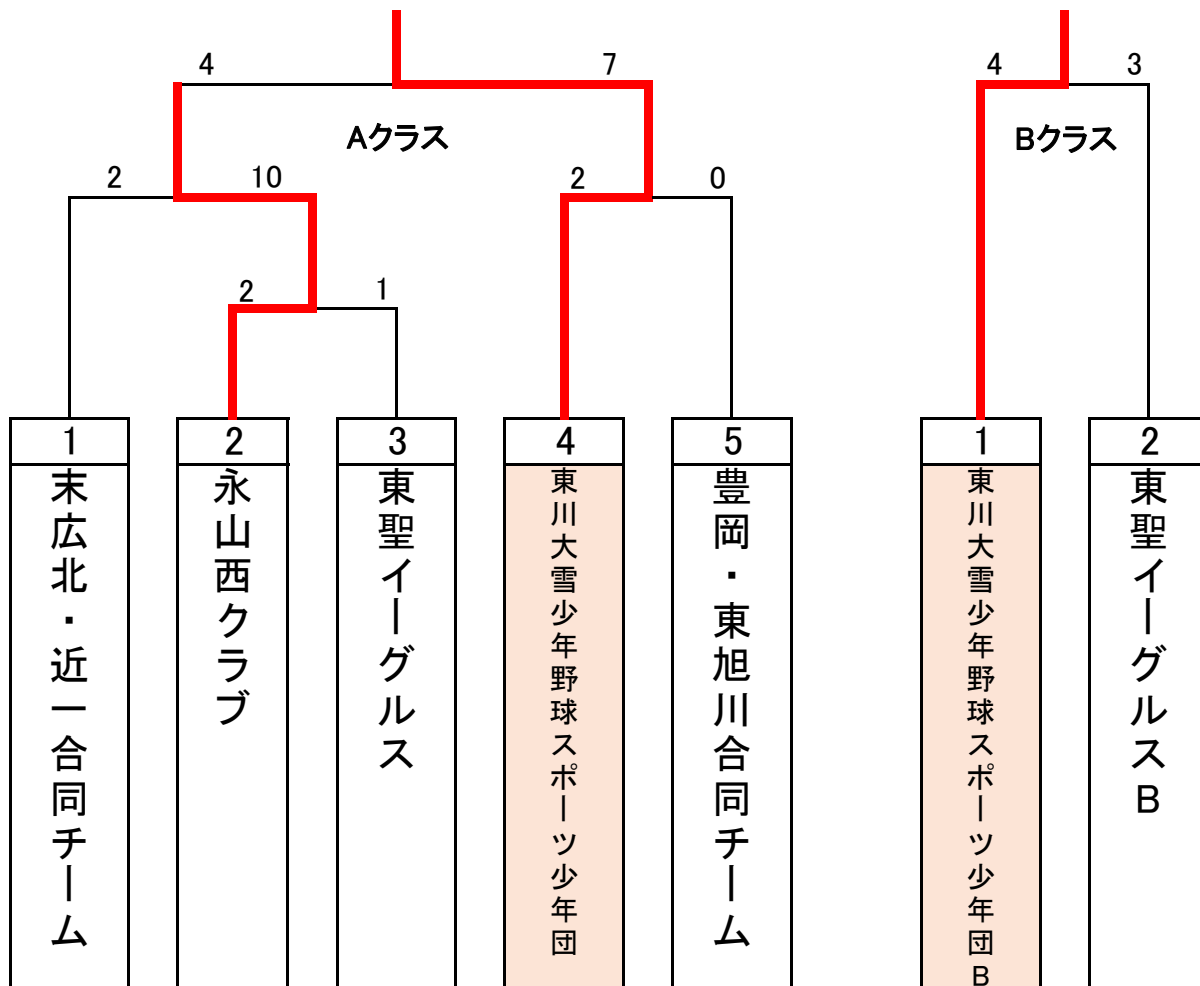 4
7
4
3
Aクラス
Bクラス
2
10
2
0
2
1
1
2
3
4
5
1
2
末広北・近一合同チーム
永山西クラブ
東聖イーグルス
東川大雪少年野球スポーツ少年団
豊岡・東旭川合同チーム
東川大雪少年野球スポーツ少年団B
東聖イーグルスB